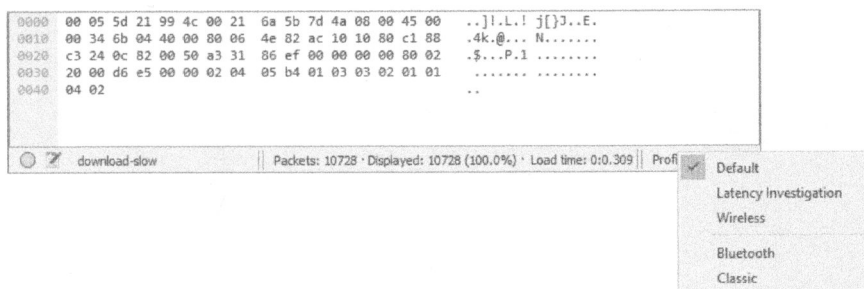 0000 00 05 5d 21 99 4c 00 21 6a 5b 7d 4a 08 00 45 00 ..]!.L.! j[}J..E.
0010 00 34 6b 04 40 00 80 06 4e 82 ac 10 10 80 c1 88 .4k.@... N.......
0020 c3 24 0c 82 00 50 a3 31 86 ef 00 00 00 00 80 02 .$...P.1 ........
0030 20 00 d6 e5 00 00 02 04 05 b4 01 03 03 02 01 01 ....... ........
0040 04 02 ..
download-slow Packets: 10728 · Displayed: 10728 (100.0%) · Load time: 0:0.309 Profi
Default
Latency Investigation
Wireless
Bluetooth
Classic